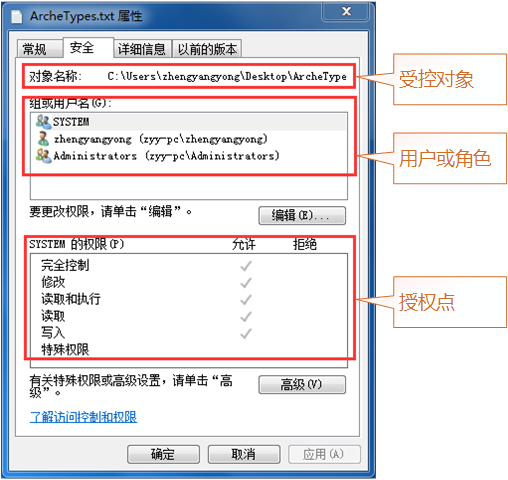 ArcheTypes.txt 属性
常规 安全 详细信息 以前的版本
对象名称: C:\Users\zhengyangyong\Desktop\ArcheType
受控对象
组或用户名(G):
SYSTEM
zhengyangyong (zyy-pc\zhengyangyong)
Administrators (zyy-pc\Administrators)
用户或角色
要更改权限，请单击“编辑”。 编辑(E)...
SYSTEM 的权限(P) 允许 拒绝
完全控制
修改
读取和执行
读取
写入
特殊权限
授权点
有关特殊权限或高级设置，请单击“高
级”。
高级(V)
了解访问控制和权限
确定 取消 应用(A)